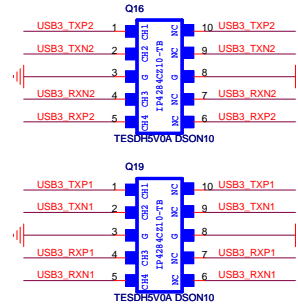 Q16
USB3_TXP2 1 CH1 NC 10 USB3_TXP2
USB3_TXN2 2 CH2 NC 9 USB3_TXN2
3 G G 8
USB3_RXN2 4 CH3 NC 7 USB3_RXN2
USB3_RXP2 5 CH4 NC 6 USB3_RXP2
IP4284CZ10-TB
TESDH5V0A DSON10
Q19
USB3_TXP1 1 CH1 NC 10 USB3_TXP1
USB3_TXN1 2 CH2 NC 9 USB3_TXN1
3 G G 8
USB3_RXP1 4 CH3 NC 7 USB3_RXP1
USB3_RXN1 5 CH4 NC 6 USB3_RXN1
IP4284CZ10-TB
TESDH5V0A DSON10